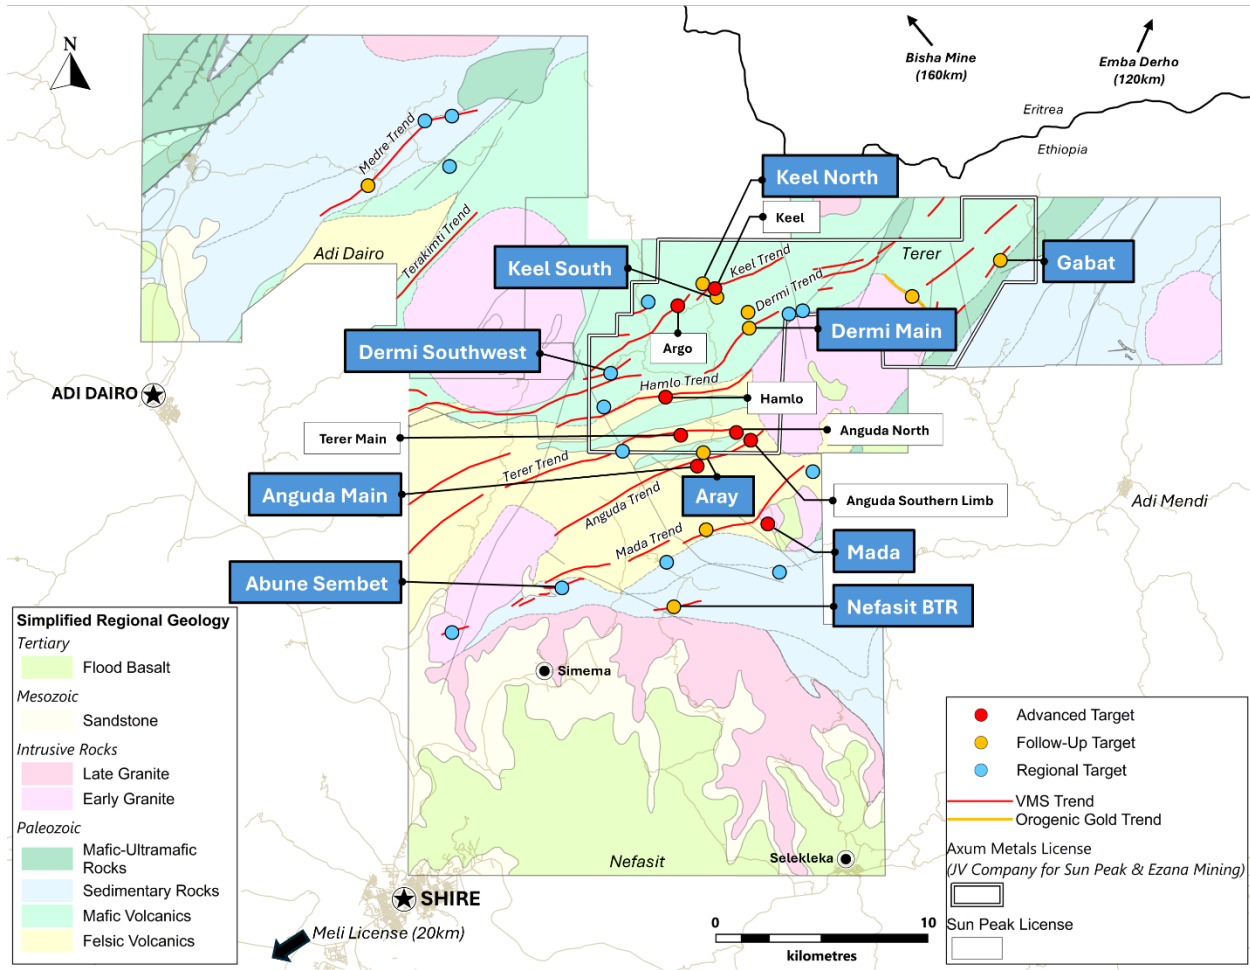 N
Bisha Mine
(160km)
Emba Derho
(120km)
Eritrea
Ethiopia
Medre Trend
Keel North
Keel
Adi Dairo
Terakimti Trend
Keel South
Keel Trend
Terer
Gabat
Dermi Trend
Dermi Main
Argo
Dermi Southwest
Hamlo Trend
Hamlo
ADI DAIRO
Terer Main
Anguda North
Terer Trend
Anguda Main
Aray
Anguda Southern Limb
Adi Mendi
Anguda Trend
Mada Trend
Mada
Abune Sembet
Nefasit BTR
Simema
Nefasit
Selekleka
SHIRE
Meli License (20km)
Simplified Regional Geology
Tertiary
Flood Basalt
Mesozoic
Sandstone
Intrusive Rocks
Late Granite
Early Granite
Paleozoic
Mafic-Ultramafic
Rocks
Sedimentary Rocks
Mafic Volcanics
Felsic Volcanics
0 10
kilometres
Advanced Target
Follow-Up Target
Regional Target
VMS Trend
Orogenic Gold Trend
Axum Metals License
(JV Company for Sun Peak & Ezana Mining)
Sun Peak License